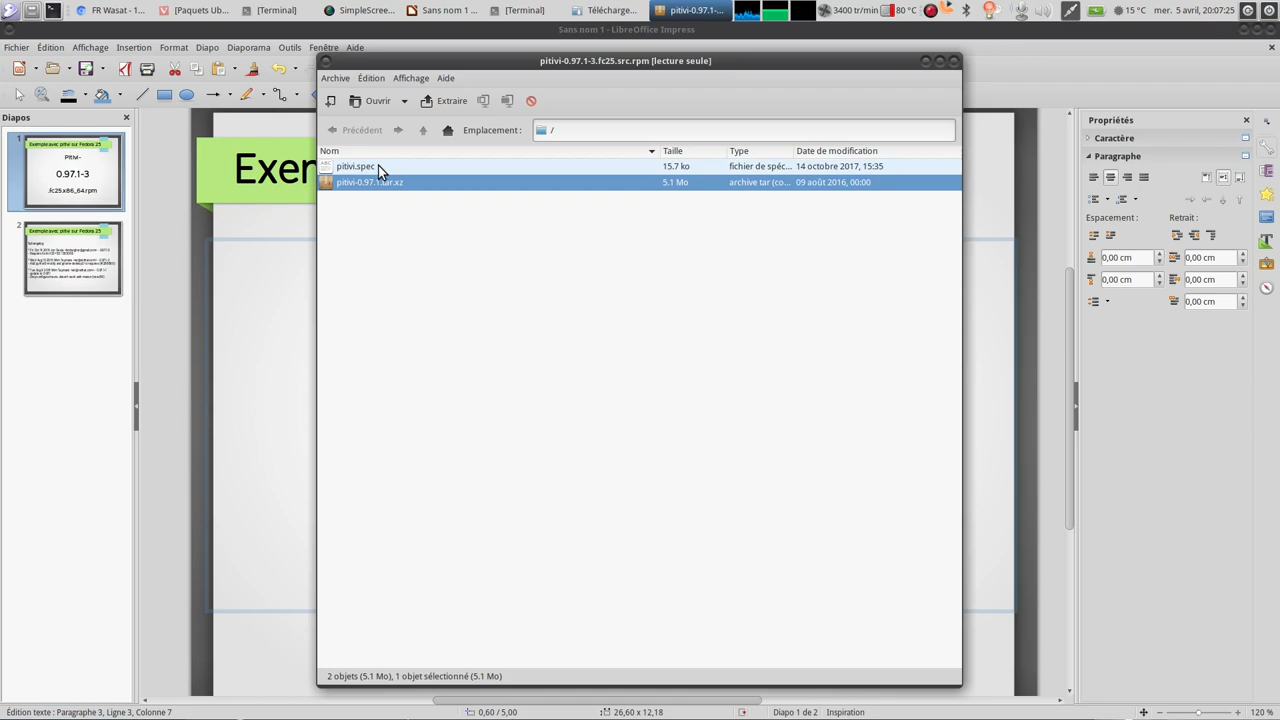 FR Wasat - 1...
[Paquets Ub...
[Terminal]
SimpleScree...
Sans nom 1 ...
[Terminal]
Télécharge...
pitivi-0.97.1-...
3400 tr/min
80 °C
15 °C
mer. 5 avril, 20:07:25
Sans nom 1 - LibreOffice Impress
Fichier Édition Affichage Insertion Format Diapo Diaporama Outils Fenêtre Aide
Diapos
1
Exemple avec pitivi sur Fedora 25
Pitivi-
0.97.1-3
.fc25.x86_64.rpm
2
Exemple avec pitivi sur Fedora 25
Exem
pitivi-0.97.1-3.fc25.src.rpm [lecture seule]
Archive Édition Affichage Aide
Ouvrir
Extraire
Précédent
Emplacement :
/
Nom Taille Type Date de modification
pitivi.spec 15.7 ko fichier de spéc... 14 octobre 2017, 15:35
pitivi-0.97.1.tar.xz 5.1 Mo archive tar (co... 09 août 2016, 00:00
2 objets (5.1 Mo), 1 objet sélectionné (5.1 Mo)
Propriétés
Caractère
Paragraphe
Espacement :
Retrait :
0,00 cm
0,00 cm
0,00 cm
0,00 cm
0,00 cm
Édition texte : Paragraphe 3, Ligne 3, Colonne 7
0,60 / 5,00
26,60 x 12,18
Diapo 1 de 2
Inspiration
120 %